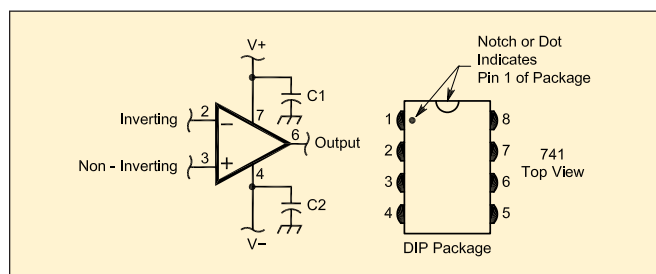 V+
C1
7
Inverting
2
–
6
Output
Non - Inverting
3
+
4
C2
V–
Notch or Dot
Indicates
Pin 1 of Package
1
8
2
7
741
Top View
3
6
4
5
DIP Package